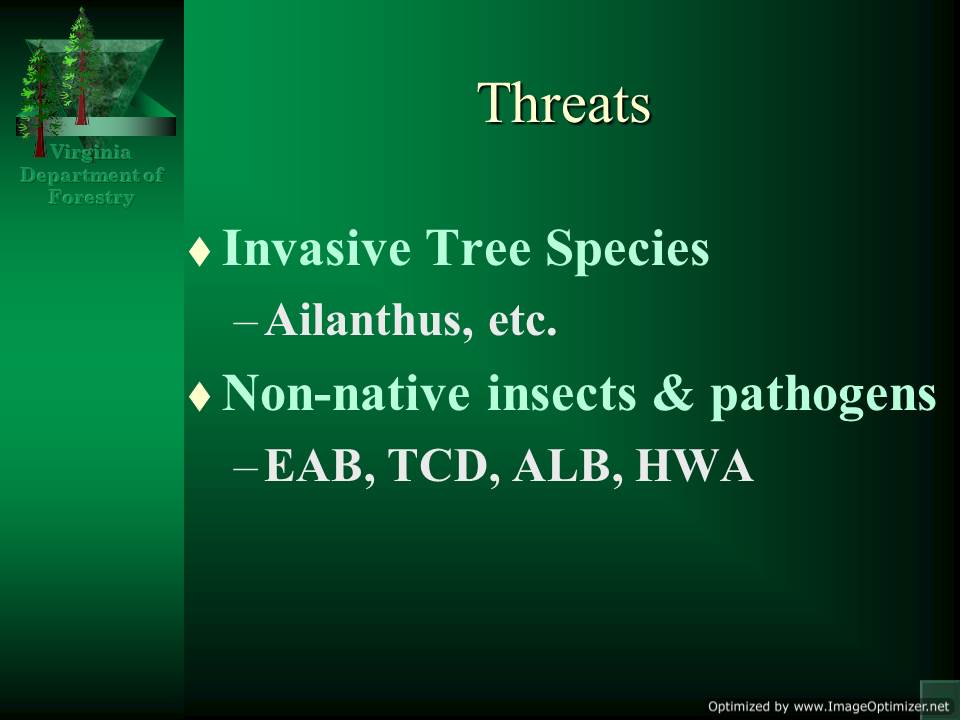 Virginia
Department of
Forestry
Threats
♦ Invasive Tree Species
– Ailanthus, etc.
♦ Non-native insects & pathogens
– EAB, TCD, ALB, HWA
Optimized by www.ImageOptimizer.net